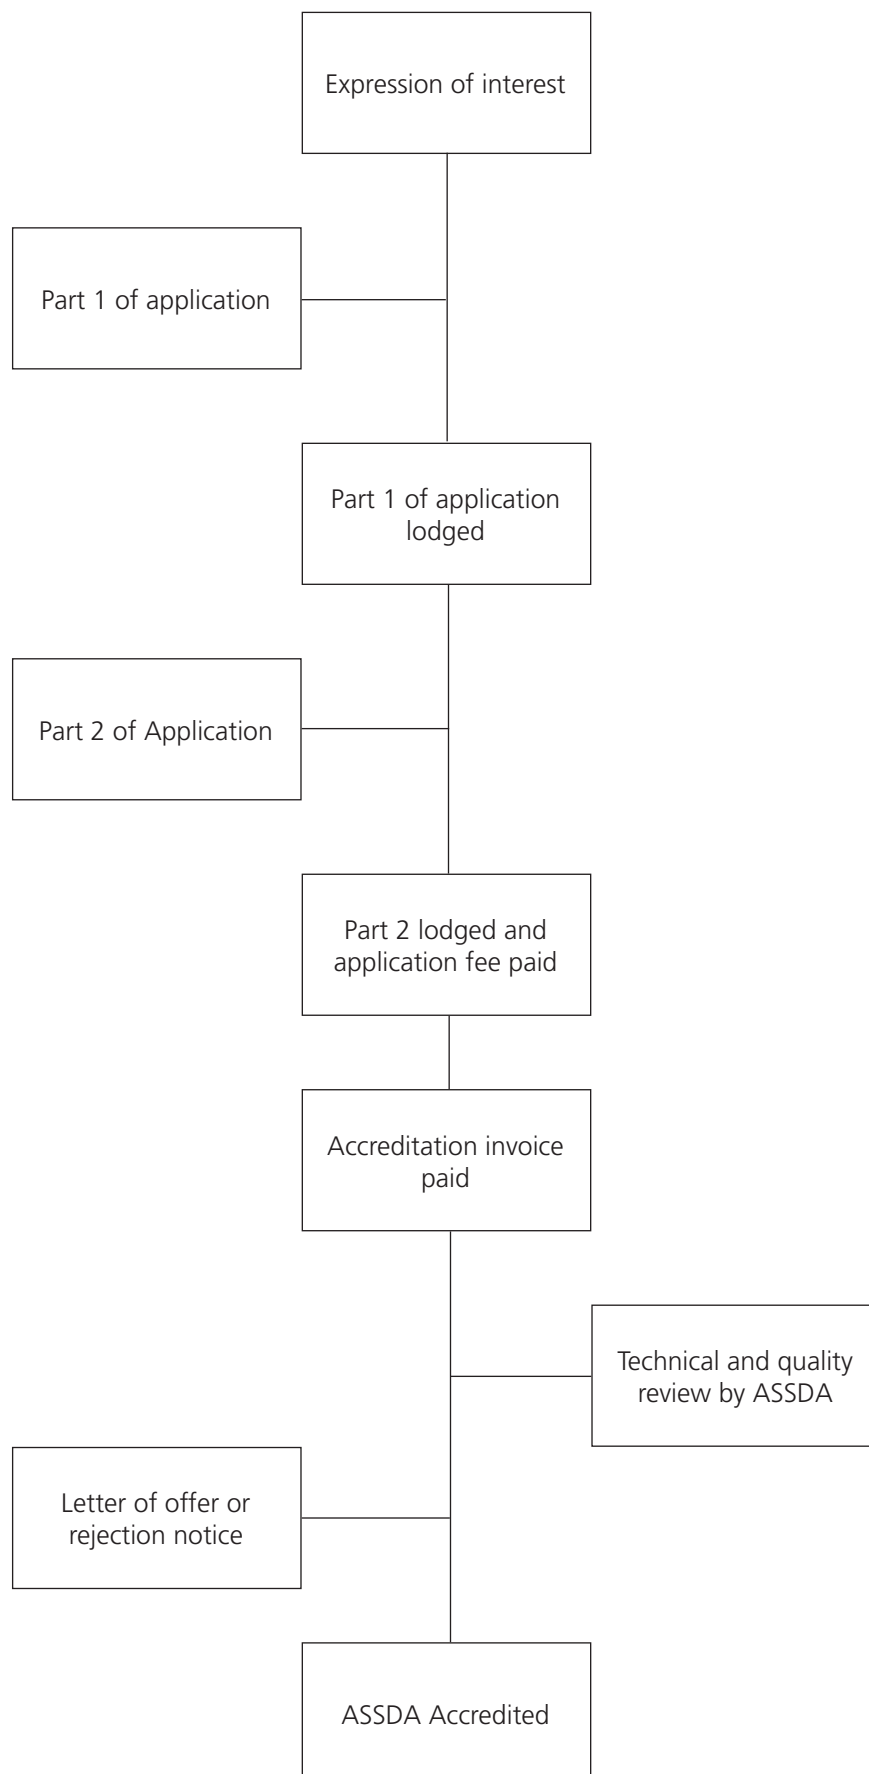 Expression of interest
Part 1 of application
Part 1 of application
lodged
Part 2 of Application
Part 2 lodged and
application fee paid
Accreditation invoice
paid
Technical and quality
review by ASSDA
Letter of offer or
rejection notice
ASSDA Accredited